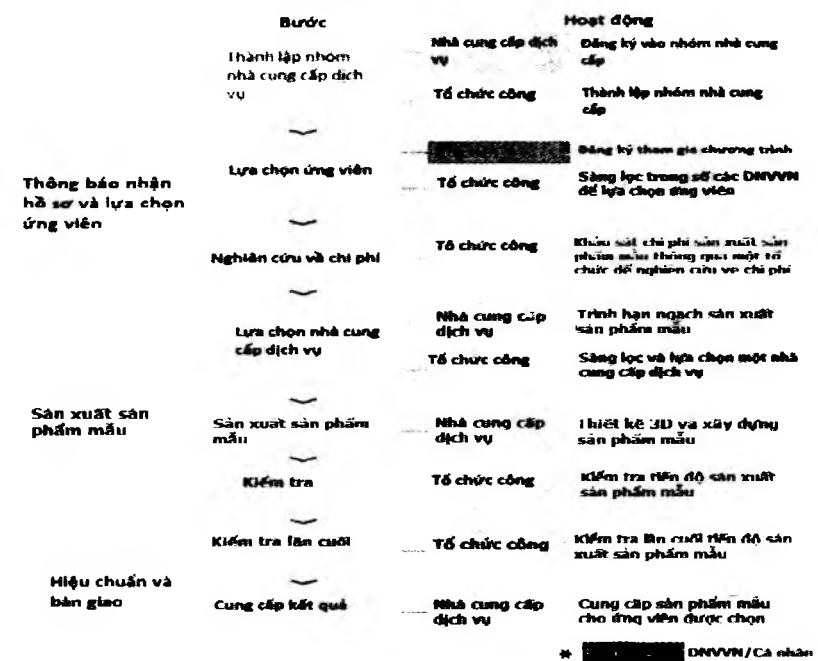 Bước
Hoạt động
Thành lập nhóm
nhà cung cấp dịch
vụ
Nhà cung cấp dịch
vụ
Đăng ký vào nhóm nhà cung
cấp
Tổ chức công
Thành lập nhóm nhà cung
cấp
Thông báo nhận
hồ sơ và lựa chọn
ứng viên
Lựa chọn ứng viên
Đăng ký tham gia chương trình
Tổ chức công
Sàng lọc trong số các DNVVN
để lựa chọn ứng viên
Nghiên cứu về chi phí
Tổ chức công
Khảo sát chi phí sản xuất sản
phẩm mẫu thông qua một tổ
chức để nghiên cứu về chi phí
Lựa chọn nhà cung
cấp dịch vụ
Nhà cung cấp
dịch vụ
Trình hạn ngạch sản xuất
sản phẩm mẫu
Tổ chức công
Sàng lọc và lựa chọn một nhà
cung cấp dịch vụ
Sản xuất sản
phẩm mẫu
Sản xuất sản phẩm
mẫu
Nhà cung cấp
dịch vụ
Thiết kế 3D và xây dựng
sản phẩm mẫu
Kiểm tra
Tổ chức công
Kiểm tra tiến độ sản xuất
sản phẩm mẫu
Kiểm tra lần cuối
Tổ chức công
Kiểm tra lần cuối tiến độ sản
xuất sản phẩm mẫu
Hiệu chuẩn và
bàn giao
Cung cấp kết quả
Nhà cung cấp
dịch vụ
Cung cấp sản phẩm mẫu
cho ứng viên được chọn
* DNVVN/Cá nhân